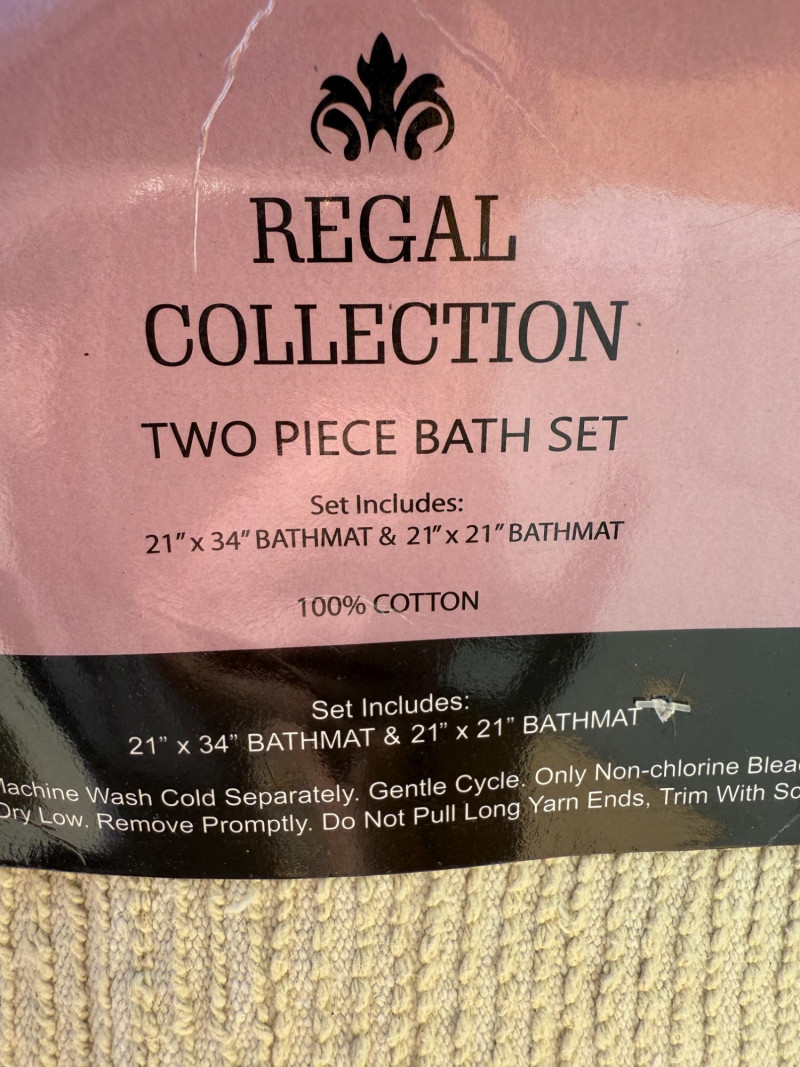 REGAL
COLLECTION
TWO PIECE BATH SET
Set Includes:
21" x 34" BATHMAT & 21" x 21" BATHMAT
100% COTTON
Set Includes:
21” x 34” BATHMAT & 21” x 21” BATHMAT
Machine Wash Cold Separately. Gentle Cycle. Only Non-chlorine
Dry Low. Remove Promptly. Do Not Pull Long Yarn Ends, Trim With